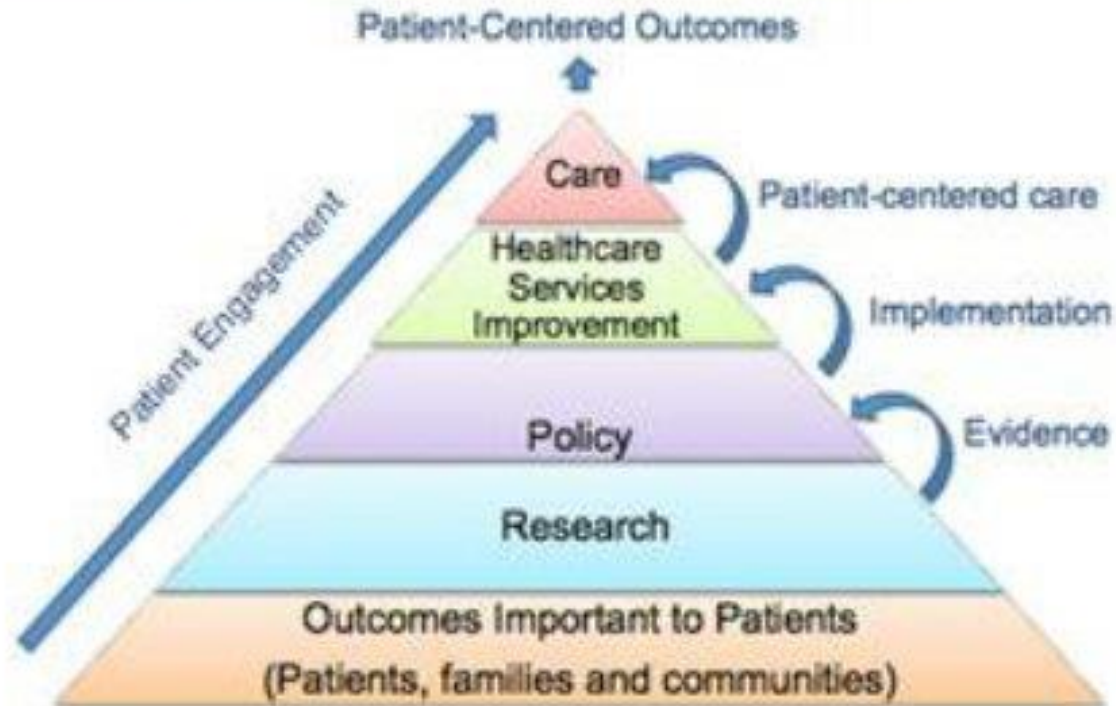 Patient-Centered Outcomes
Care
Patient-centered care
Patient Engagement
Healthcare
Services
Improvement
Implementation
Policy
Evidence
Research
Outcomes Important to Patients
(Patients, families and communities)